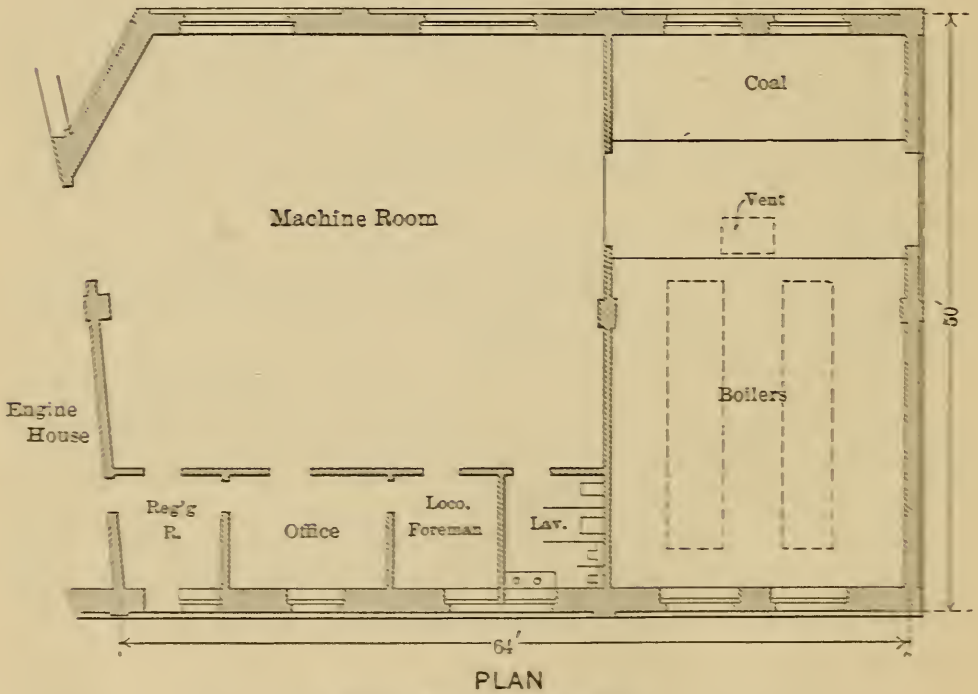 Coal
Vent
Machine Room
50'
Engine
House
Boilers
Reg'g
R.
Office
Loco.
Foreman
Lav.
64'
PLAN